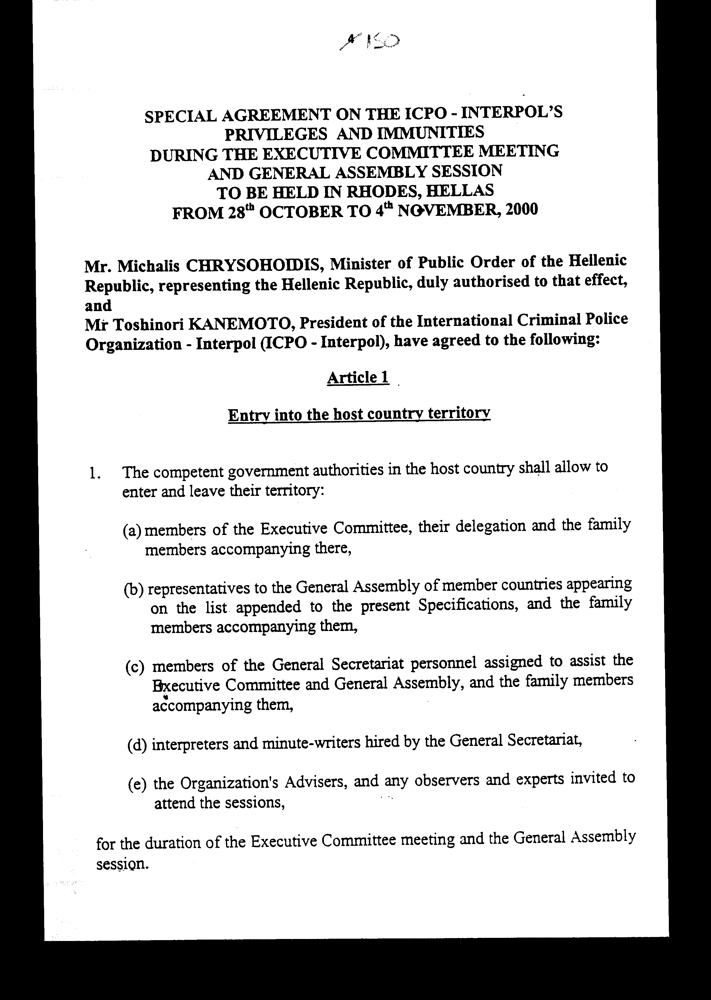 4 150
SPECIAL AGREEMENT ON THE ICPO - INTERPOL'S
PRIVILEGES AND IMMUNITIES
DURING THE EXECUTIVE COMMITTEE MEETING
AND GENERAL ASSEMBLY SESSION
TO BE HELD IN RHODES, HELLAS
FROM 28th OCTOBER TO 4th NOVEMBER, 2000
Mr. Michalis CHRYSOHOIDIS, Minister of Public Order of the Hellenic
Republic, representing the Hellenic Republic, duly authorised to that effect,
and
Mr Toshinori KANEMOTO, President of the International Criminal Police
Organization - Interpol (ICPO - Interpol), have agreed to the following:
Article 1
Entry into the host country territory
1. The competent government authorities in the host country shall allow to
enter and leave their territory:
(a) members of the Executive Committee, their delegation and the family
members accompanying there,
(b) representatives to the General Assembly of member countries appearing
on the list appended to the present Specifications, and the family
members accompanying them,
(c) members of the General Secretariat personnel assigned to assist the
Executive Committee and General Assembly, and the family members
accompanying them,
(d) interpreters and minute-writers hired by the General Secretariat,
(e) the Organization's Advisers, and any observers and experts invited to
attend the sessions,
for the duration of the Executive Committee meeting and the General Assembly
session.